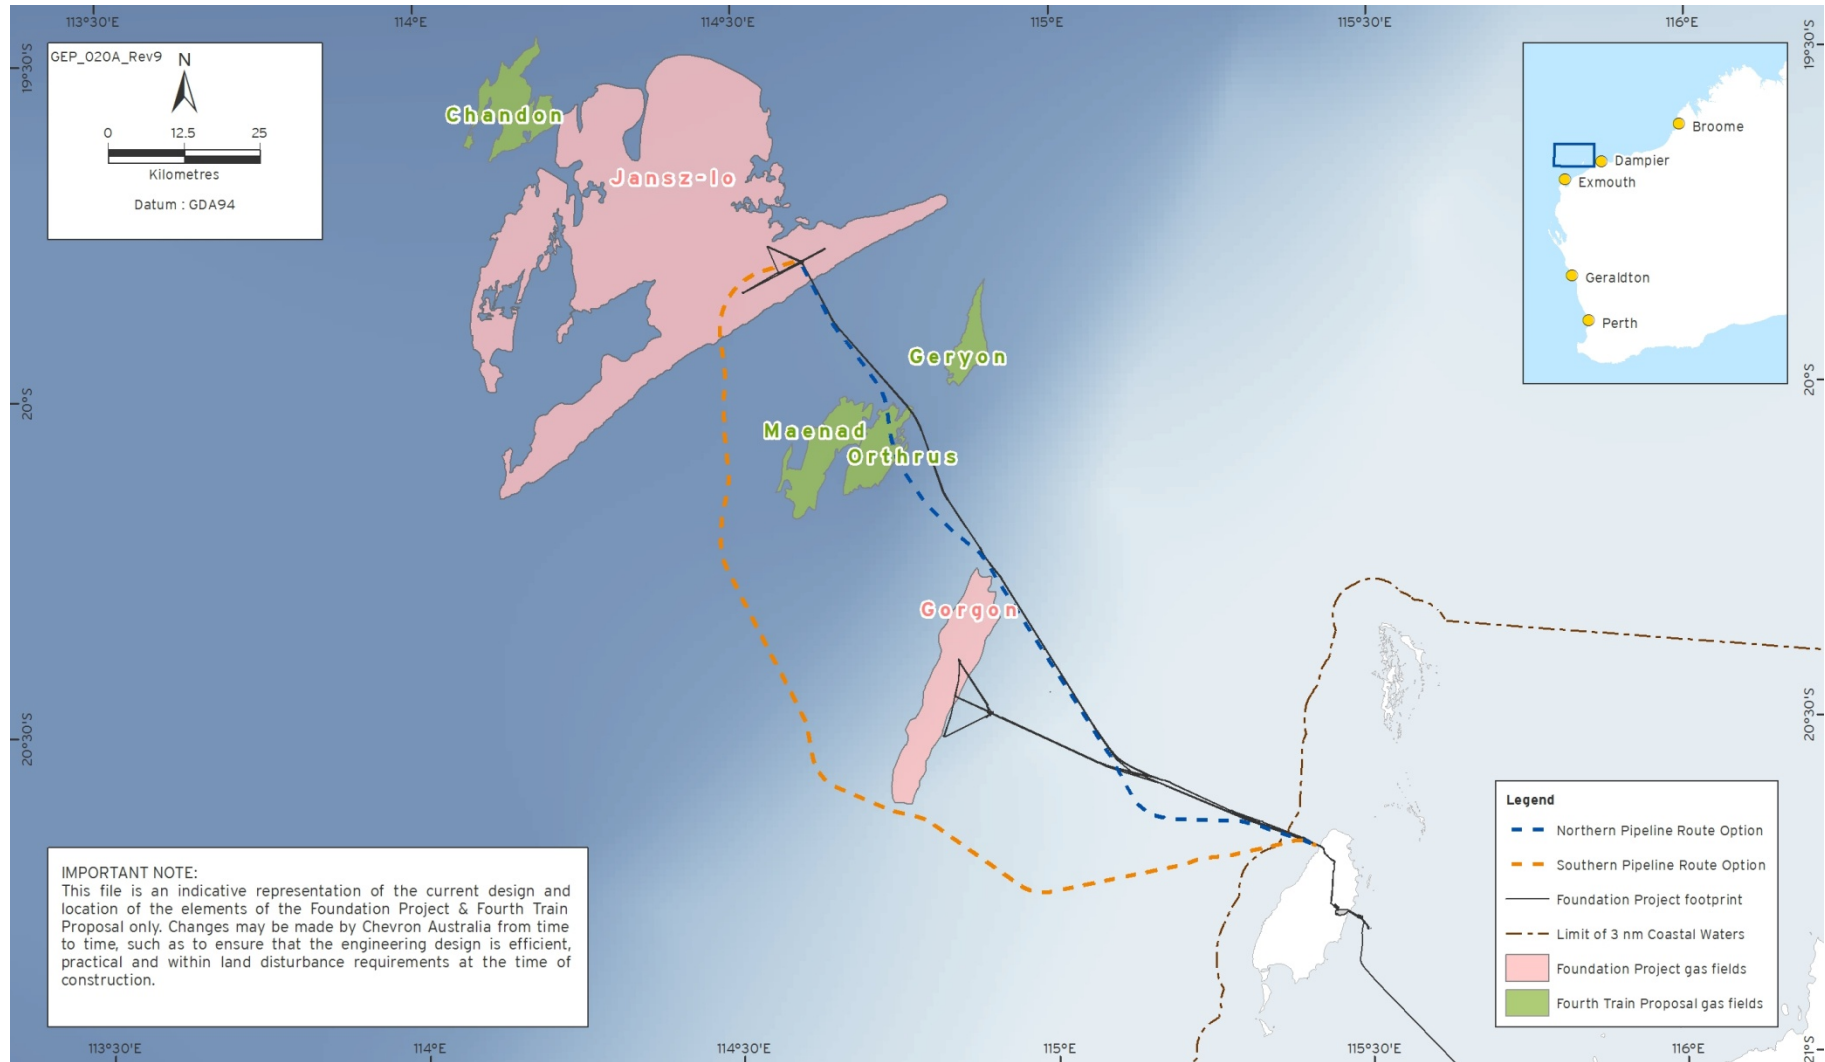 113°30'E 114°E 114°30'E 115°E 115°30'E 116°E
19°30'S
19°30'S
GEP_020A_Rev9
N
0 12.5 25
Kilometres
Datum : GDA94
Chandon
Jansz-Io
Broome
Dampier
Exmouth
Geraldton
Perth
Geryon
20°S
20°S
Maenad
Orthrus
Gorgon
20°30'S
20°30'S
Legend
Northern Pipeline Route Option
Southern Pipeline Route Option
Foundation Project footprint
Limit of 3 nm Coastal Waters
Foundation Project gas fields
Fourth Train Proposal gas fields
IMPORTANT NOTE:
This file is an indicative representation of the current design and
location of the elements of the Foundation Project & Fourth Train
Proposal only. Changes may be made by Chevron Australia from time
to time, such as to ensure that the engineering design is efficient,
practical and within land disturbance requirements at the time of
construction.
113°30'E 114°E 114°30'E 115°E 115°30'E 116°E